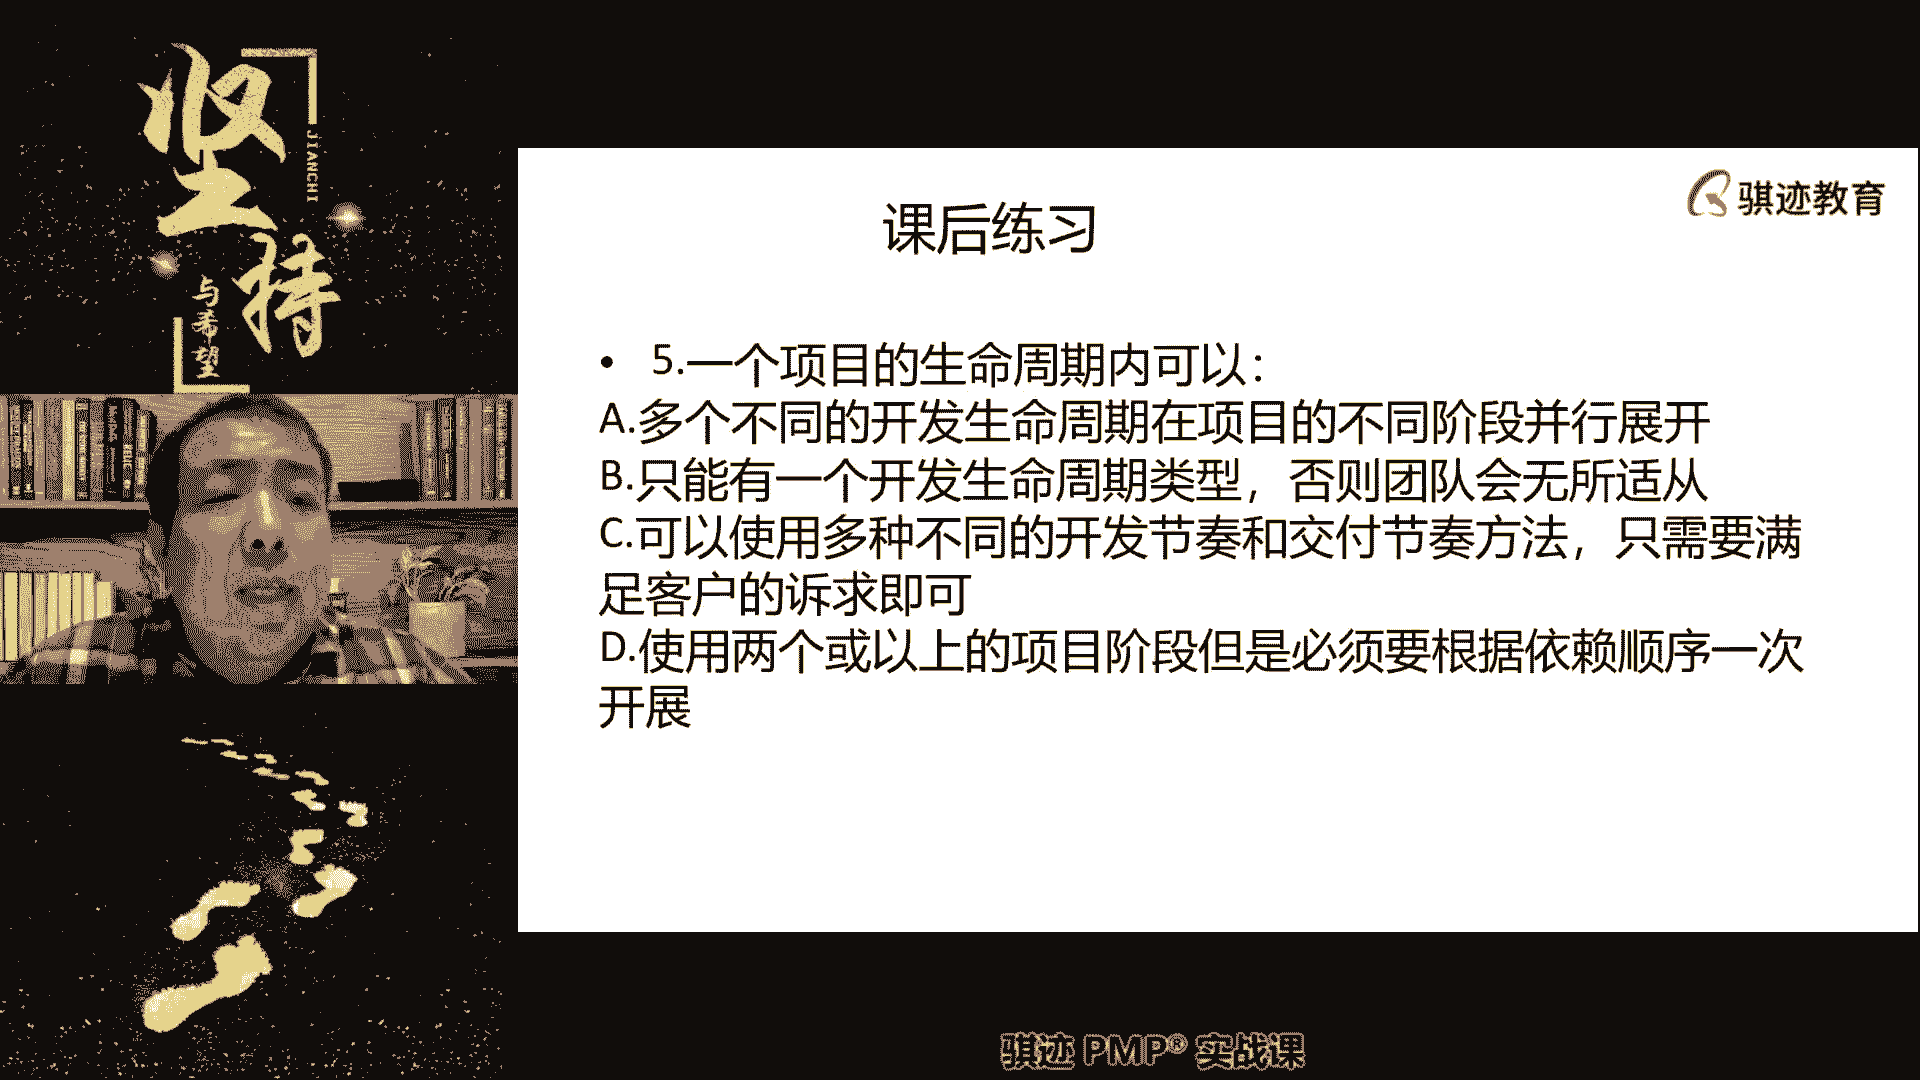 坚
JIANCHI
持
与希望
骐迹教育
课后练习
• 5.一个项目的生命周期内可以：
A.多个不同的开发生命周期在项目的不同阶段并行展开
B.只能有一个开发生命周期类型，否则团队会无所适从
C.可以使用多种不同的开发节奏和交付节奏方法，只需要满
足客户的诉求即可
D.使用两个或以上的项目阶段但是必须要根据依赖顺序一次
开展
骐迹 PMP® 实战课